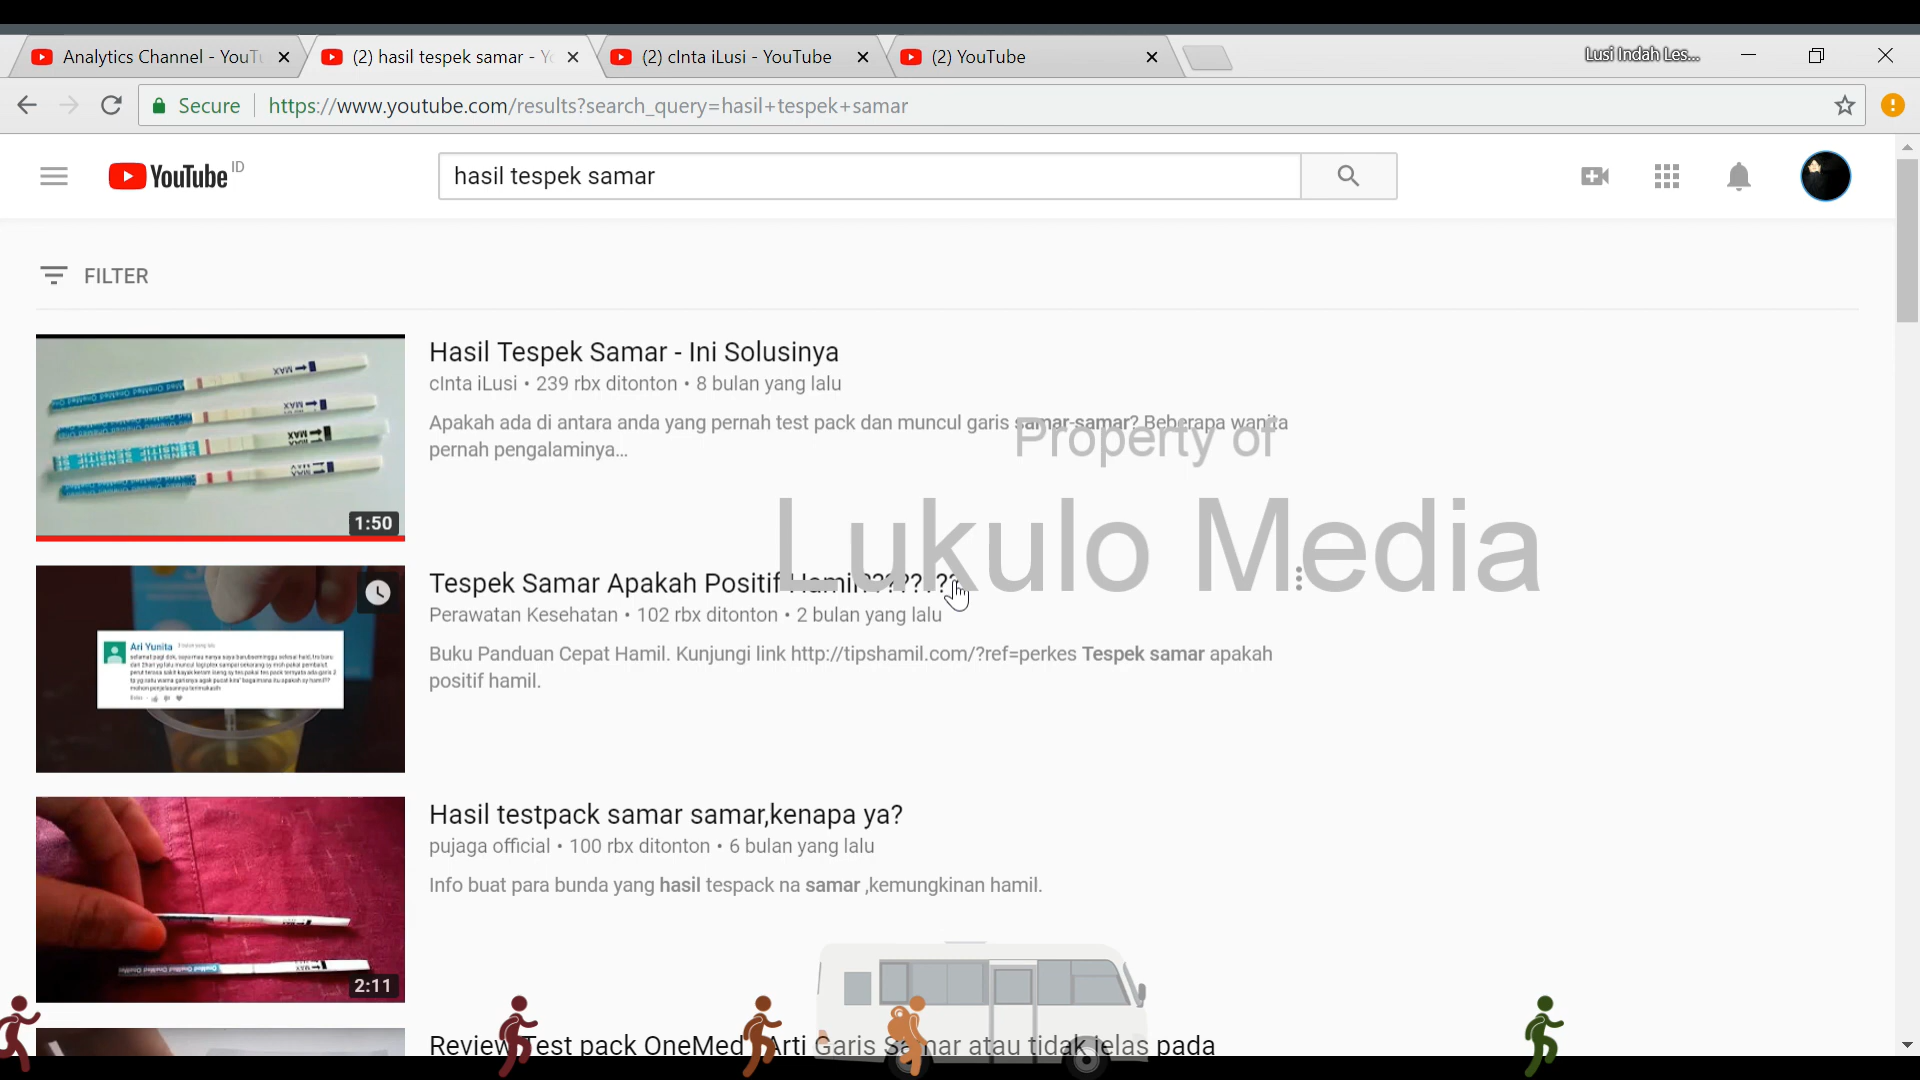 Analytics Channel - YouTu
(2) hasil tespek samar - Yo
(2) cInta iLusi - YouTube
(2) YouTube
Lusi Indah Les...
Secure
https://www.youtube.com/results?search_query=hasil+tespek+samar
YouTube ID
hasil tespek samar
FILTER
Hasil Tespek Samar - Ini Solusinya
cInta iLusi • 239 rbx ditonton • 8 bulan yang lalu
Apakah ada di antara anda yang pernah test pack dan muncul garis samar-samar? Beberapa wanita
pernah pengalaminya...
1:50
Property of
Lukulo Media
Tespek Samar Apakah Positif Hamil???????
Perawatan Kesehatan • 102 rbx ditonton • 2 bulan yang lalu
Buku Panduan Cepat Hamil. Kunjungi link http://tipshamil.com/?ref=perkes Tespek samar apakah
positif hamil.
Ari Yunita
Hasil testpack samar samar,kenapa ya?
pujaga official • 100 rbx ditonton • 6 bulan yang lalu
Info buat para bunda yang hasil tespack na samar ,kemungkinan hamil.
2:11
Review Test pack OneMed Arti Garis Samar atau tidak jelas pada